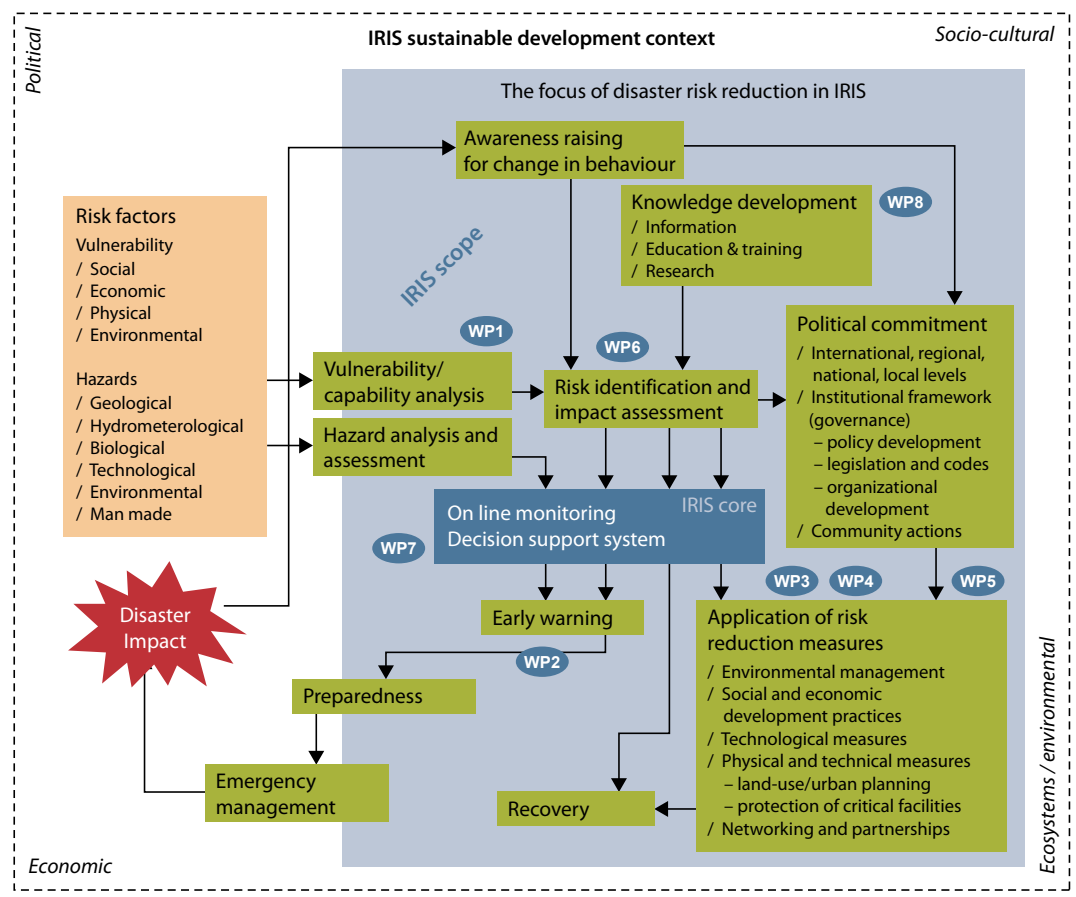 IRIS sustainable development context
Socio-cultural
Political
The focus of disaster risk reduction in IRIS
Awareness raising
for change in behaviour
Knowledge development
/ Information
/ Education & training
/ Research
WP8
Risk factors
Vulnerability
/ Social
/ Economic
/ Physical
/ Environmental
Hazards
/ Geological
/ Hydrometerological
/ Biological
/ Technological
/ Environmental
/ Man made
IRIS scope
WP1
WP6
Vulnerability/
capability analysis
Risk identification and
impact assessment
Hazard analysis and
assessment
Political commitment
/ International, regional,
national, local levels
/ Institutional framework
(governance)
– policy development
– legislation and codes
– organizational
development
/ Community actions
IRIS core
On line monitoring
Decision support system
WP7
WP3
WP4
WP5
Disaster
Impact
Early warning
WP2
Preparedness
Emergency
management
Recovery
Application of risk
reduction measures
/ Environmental management
/ Social and economic
development practices
/ Technological measures
/ Physical and technical measures
– land-use/urban planning
– protection of critical facilities
/ Networking and partnerships
Economic
Ecosystems / environmental